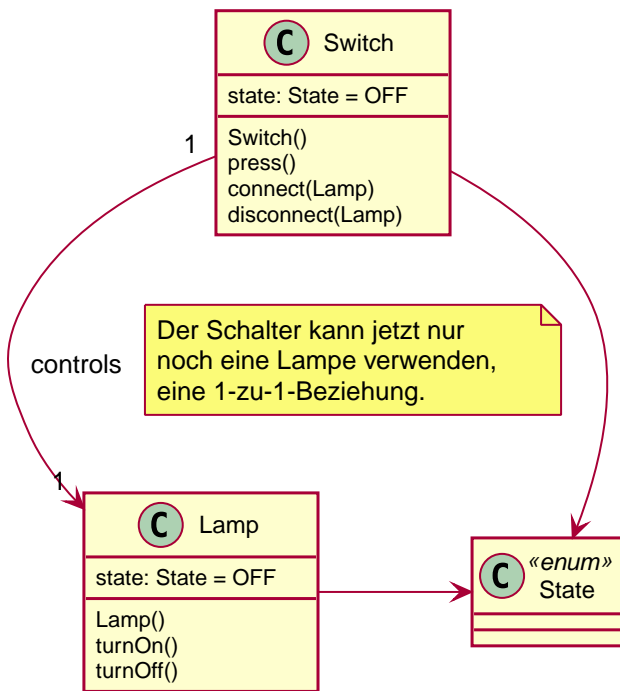 C Switch
state: State = OFF
Switch()
press()
connect(Lamp)
disconnect(Lamp)
1
Der Schalter kann jetzt nur
noch eine Lampe verwenden,
eine 1-zu-1-Beziehung.
controls
1
C Lamp
state: State = OFF
Lamp()
turnOn()
turnOff()
C «enum»
State